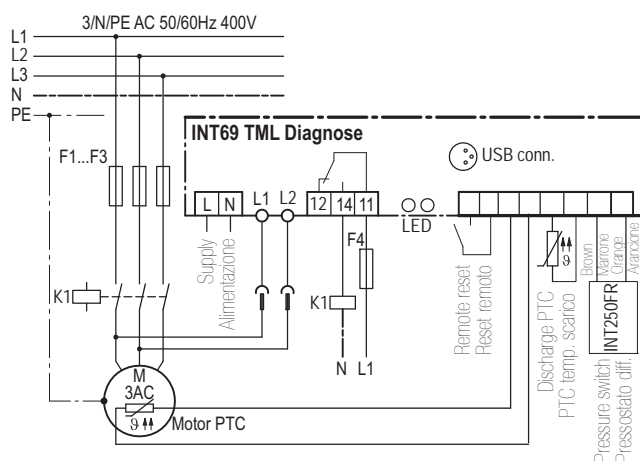 3/N/PE AC 50/60Hz 400V
L1
L2
L3
N
PE
INT69 TML Diagnose
F1...F3
USB conn.
L N
L1 L2
12 14 11
LED
Supply
Alimentazione
F4
K1
K1
N L1
Remote reset
Reset remoto
ϑ
Discharge PTC
PTC temp. scarico
Brown
Marrone
Orange
Arancione
INT250FR
Pressure switch
Pressostato diff.
M
3AC
ϑ
Motor PTC